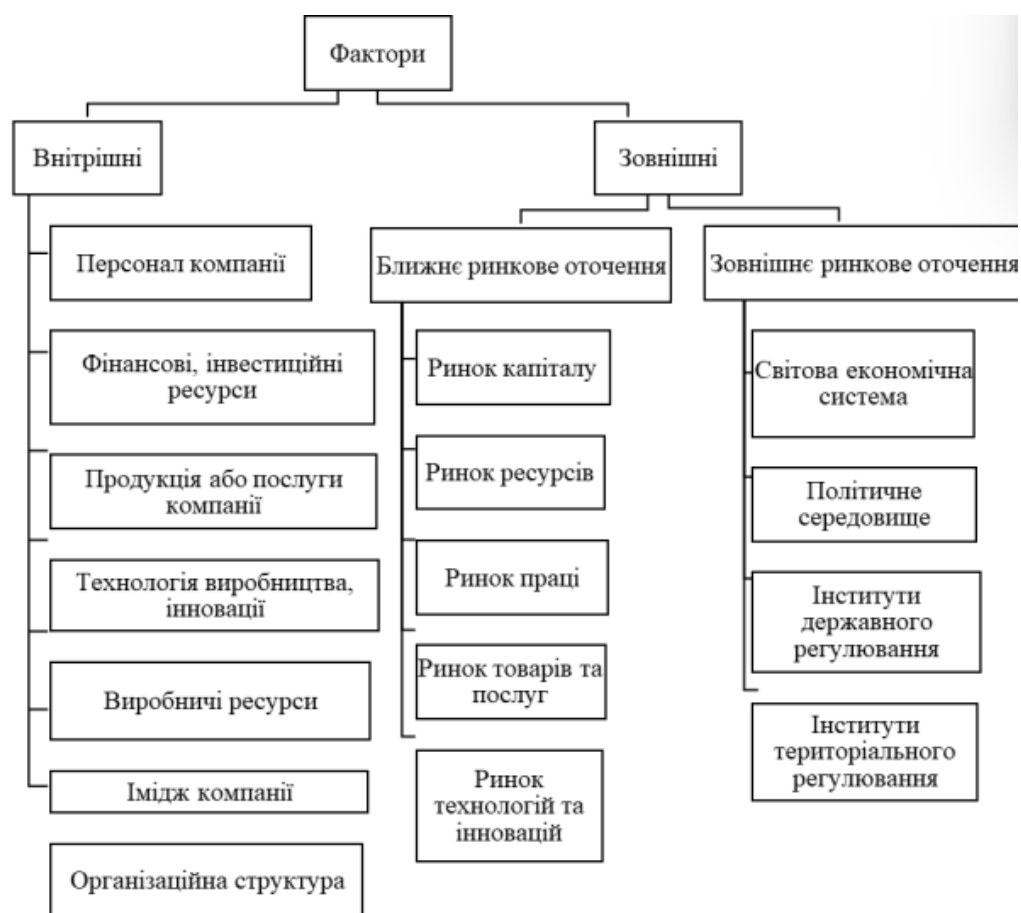 Фактори
Внітрішні
Зовнішні
Персонал компанії
Фінансові, інвестиційні
ресурси
Продукція або послуги
компанії
Технологія виробництва,
інновації
Виробничі ресурси
Імідж компанії
Організаційна структура
Ближнє ринкове оточення
Ринок капіталу
Ринок ресурсів
Ринок праці
Ринок товарів та
послуг
Ринок
технологій та
інновацій
Зовнішнє ринкове оточення
Світова економічна
система
Політичне
середовище
Інститути
державного
регулювання
Інститути
територіального
регулювання